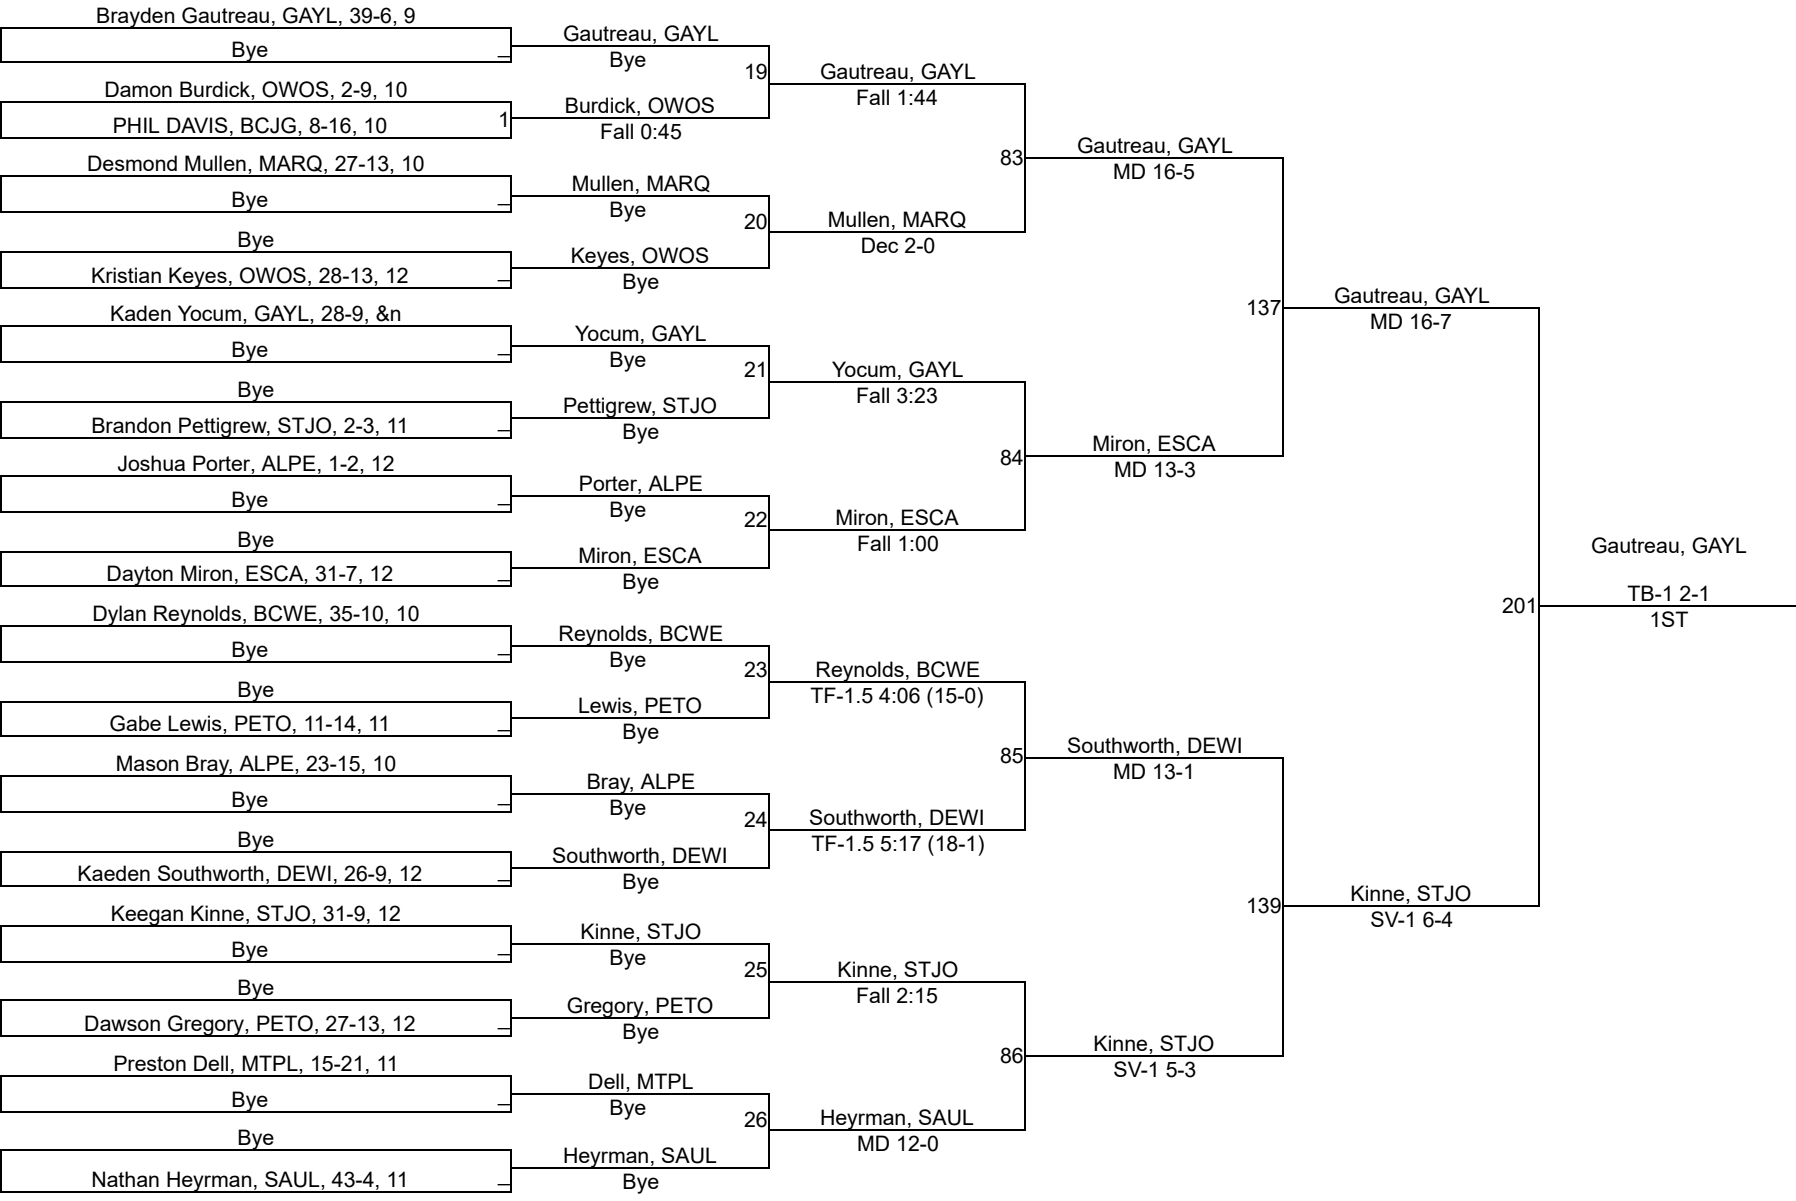 Brayden Gautreau, GAYL, 39-6, 9
Bye
Damon Burdick, OWOS, 2-9, 10
PHIL DAVIS, BCJG, 8-16, 10
1
Desmond Mullen, MARQ, 27-13, 10
Bye
Bye
Kristian Keyes, OWOS, 28-13, 12
Kaden Yocum, GAYL, 28-9, &n
Bye
Bye
Brandon Pettigrew, STJO, 2-3, 11
Joshua Porter, ALPE, 1-2, 12
Bye
Bye
Dayton Miron, ESCA, 31-7, 12
Dylan Reynolds, BCWE, 35-10, 10
Bye
Bye
Gabe Lewis, PETO, 11-14, 11
Mason Bray, ALPE, 23-15, 10
Bye
Bye
Kaeden Southworth, DEWI, 26-9, 12
Keegan Kinne, STJO, 31-9, 12
Bye
Bye
Dawson Gregory, PETO, 27-13, 12
Preston Dell, MTPL, 15-21, 11
Bye
Bye
Nathan Heyrman, SAUL, 43-4, 11
Gautreau, GAYL
Bye
19
Burdick, OWOS
Fall 0:45
Mullen, MARQ
Bye
20
Keyes, OWOS
Bye
Yocum, GAYL
Bye
21
Pettigrew, STJO
Bye
Porter, ALPE
Bye
22
Miron, ESCA
Bye
Reynolds, BCWE
Bye
23
Lewis, PETO
Bye
Bray, ALPE
Bye
24
Southworth, DEWI
Bye
Kinne, STJO
Bye
25
Gregory, PETO
Bye
Dell, MTPL
Bye
26
Heyrman, SAUL
Bye
Gautreau, GAYL
Fall 1:44
83
Mullen, MARQ
Dec 2-0
Yocum, GAYL
Fall 3:23
84
Miron, ESCA
Fall 1:00
Reynolds, BCWE
TF-1.5 4:06 (15-0)
85
Southworth, DEWI
TF-1.5 5:17 (18-1)
Kinne, STJO
Fall 2:15
86
Heyrman, SAUL
MD 12-0
Gautreau, GAYL
MD 16-5
137
Miron, ESCA
MD 13-3
Southworth, DEWI
MD 13-1
139
Kinne, STJO
SV-1 5-3
Gautreau, GAYL
MD 16-7
201
Kinne, STJO
SV-1 6-4
Gautreau, GAYL
TB-1 2-1
1ST